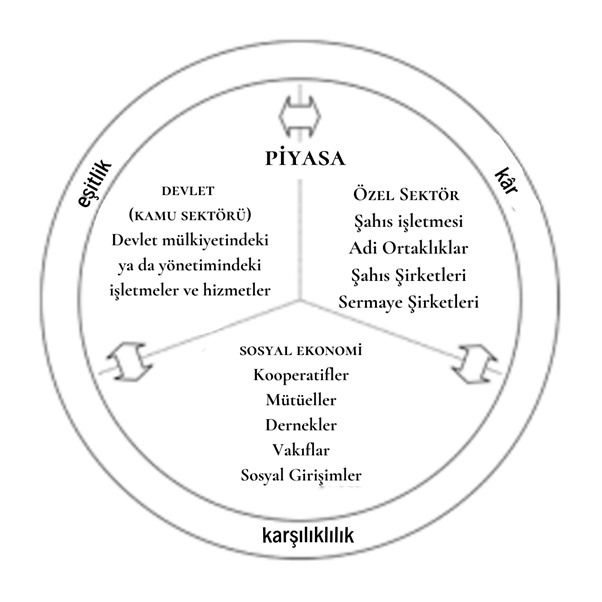 PİYASA
eşitlik
kâr
DEVLET
(KAMU SEKTÖRÜ)
Devlet mülkiyetindeki
ya da yönetimindeki
işletmeler ve hizmetler
ÖZEL SEKTÖR
Şahıs işletmesi
Adi Ortaklıklar
Şahıs Şirketleri
Sermaye Şirketleri
SOSYAL EKONOMİ
Kooperatifler
Mütüeller
Dernekler
Vakıflar
Sosyal Girişimler
karşılıklılık